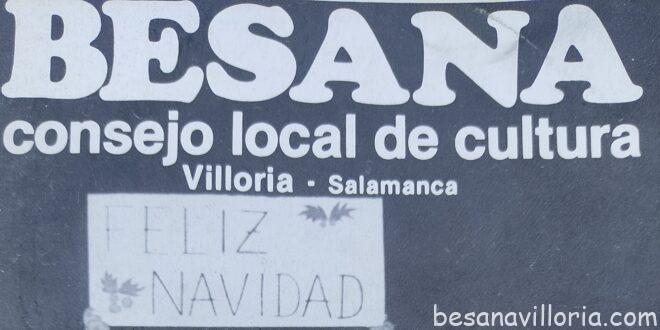 BESANA
consejo local de cultura
Villoria - Salamanca
FELIZ
NAVIDAD
besanavilloria.com